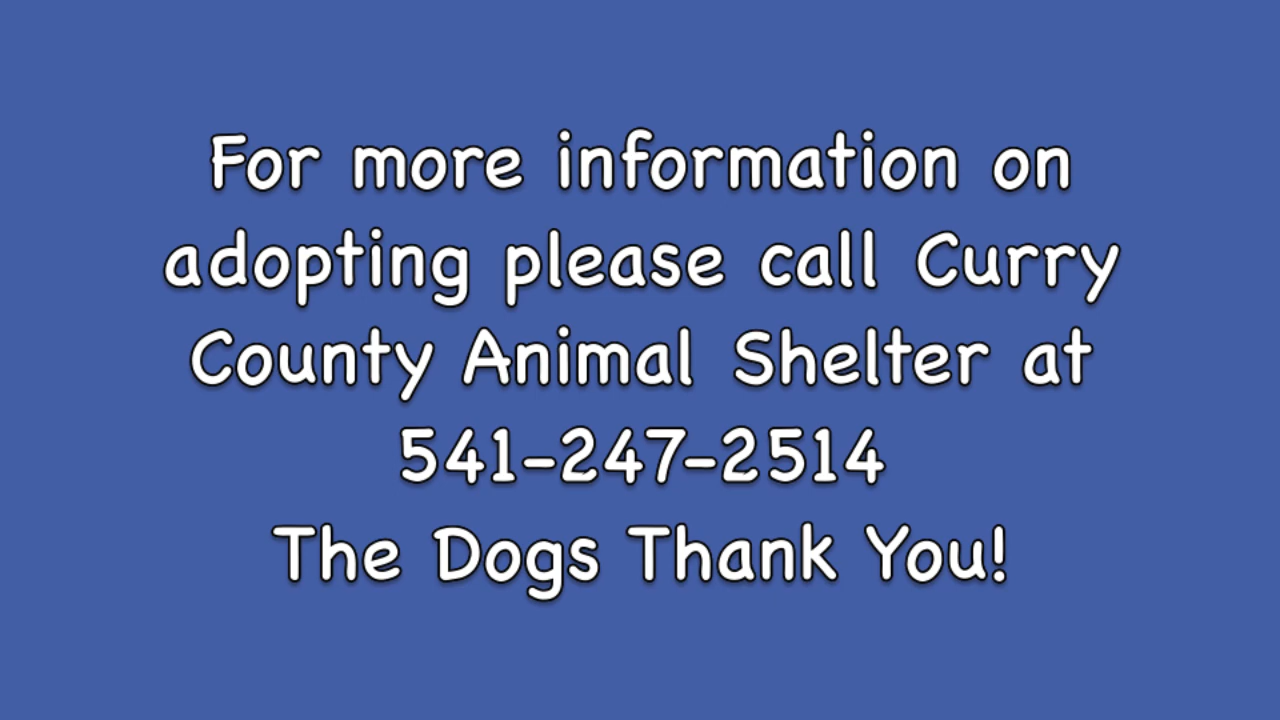 For more information on
adopting please call Curry
County Animal Shelter at
541-247-2514
The Dogs Thank You!